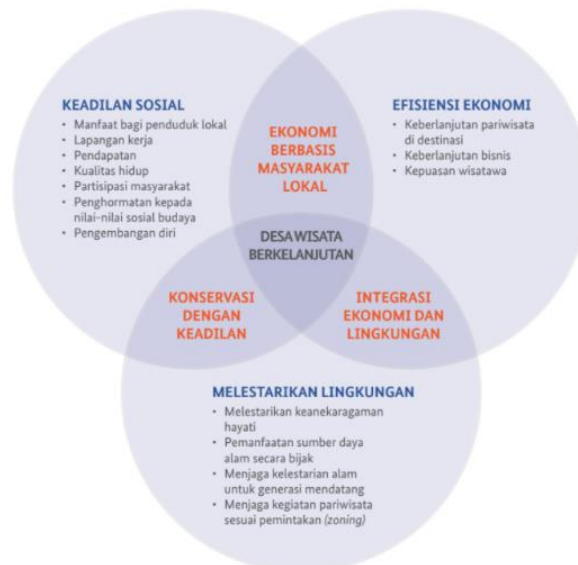 KEADILAN SOSIAL
• Manfaat bagi penduduk lokal
• Lapangan kerja
• Pendapatan
• Kualitas hidup
• Partisipasi masyarakat
• Penghormatan kepada
nilai-nilai sosial budaya
• Pengembangan diri
EKONOMI
BERBASIS
MASYARAKAT
LOKAL
EFISIENSI EKONOMI
• Keberlanjutan pariwisata
di destinasi
• Keberlanjutan bisnis
• Kepuasan wisatawa
DESA WISATA
BERKELANJUTAN
KONSERVASI
DENGAN
KEADILAN
INTEGRASI
EKONOMI DAN
LINGKUNGAN
MELESTARIKAN LINGKUNGAN
• Melestarikan keanekaragaman
hayati
• Pemanfaatan sumber daya
alam secara bijak
• Menjaga kelestarian alam
untuk generasi mendatang
• Menjaga kegiatan pariwisata
sesuai pemintakan (zoning)